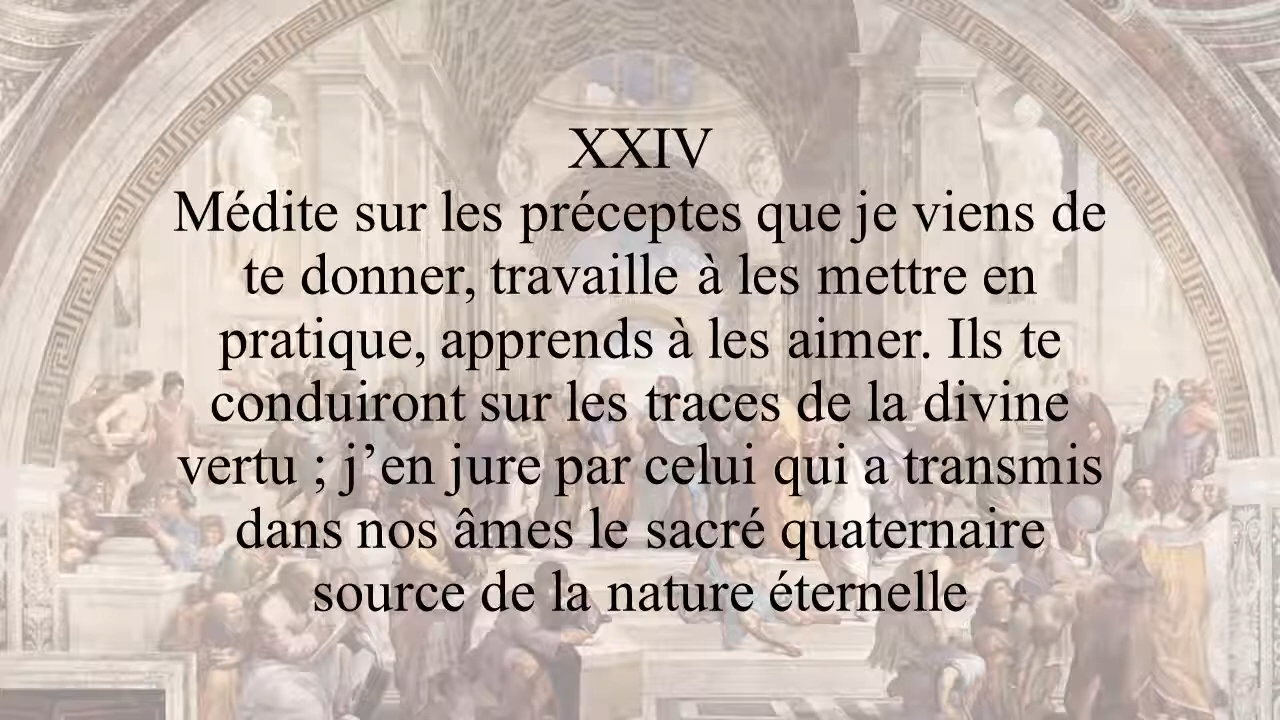 XXIV
Médite sur les préceptes que je viens de
te donner, travaille à les mettre en
pratique, apprends à les aimer. Ils te
conduiront sur les traces de la divine
vertu ; j’en jure par celui qui a transmis
dans nos âmes le sacré quaternaire
source de la nature éternelle